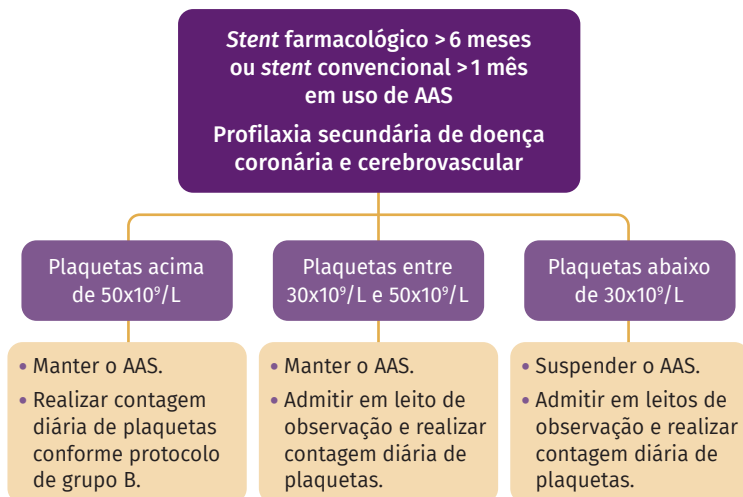 Stent farmacológico > 6 meses
ou stent convencional > 1 mês
em uso de AAS
Profilaxia secundária de doença
coronária e cerebrovascular
Plaquetas acima
de 50x10⁹/L
Plaquetas entre
30x10⁹/L e 50x10⁹/L
Plaquetas abaixo
de 30x10⁹/L
• Manter o AAS.
• Realizar contagem
diária de plaquetas
conforme protocolo
de grupo B.
• Manter o AAS.
• Admitir em leito de
observação e realizar
contagem diária de
plaquetas.
• Suspender o AAS.
• Admitir em leitos de
observação e realizar
contagem diária de
plaquetas.